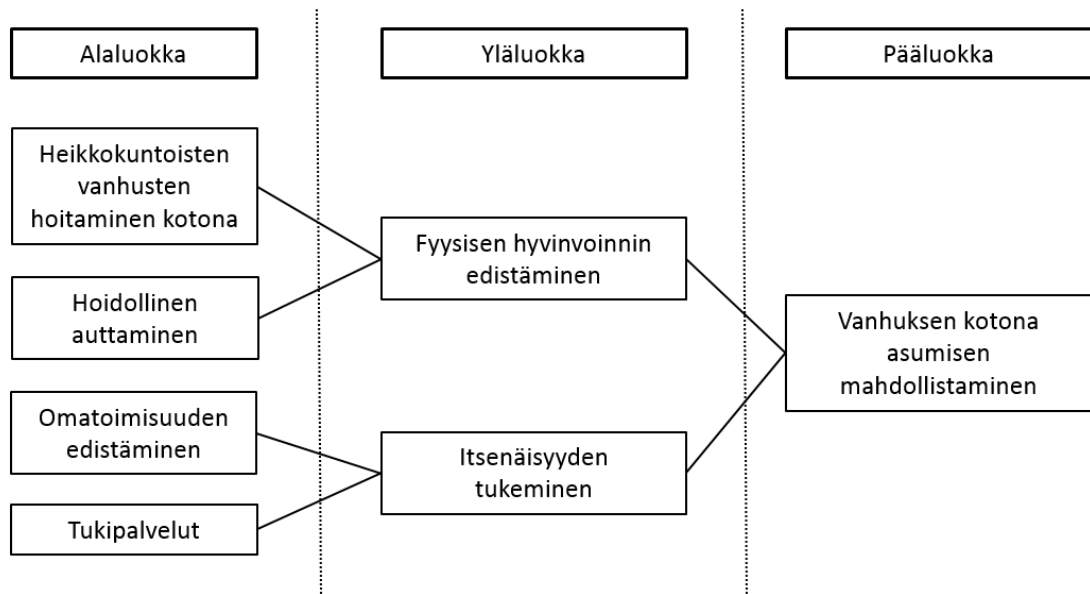 Alaluokka
Yläluokka
Pääluokka
Heikkokuntoisten
vanhusten
hoitaminen kotona
Hoidollinen
auttaminen
Omatoimisuuden
edistäminen
Tukipalvelut
Fyysisen hyvinvoinnin
edistäminen
Itsenäisyyden
tukeminen
Vanhuksen kotona
asumisen
mahdollistaminen